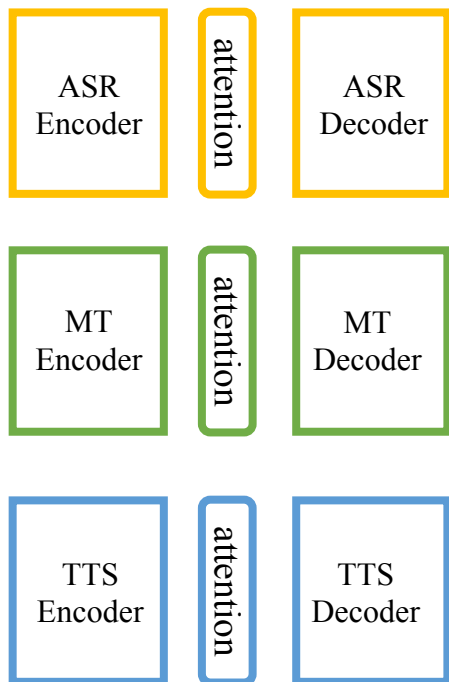 ASR
Encoder
attention
ASR
Decoder
MT
Encoder
attention
MT
Decoder
TTS
Encoder
attention
TTS
Decoder